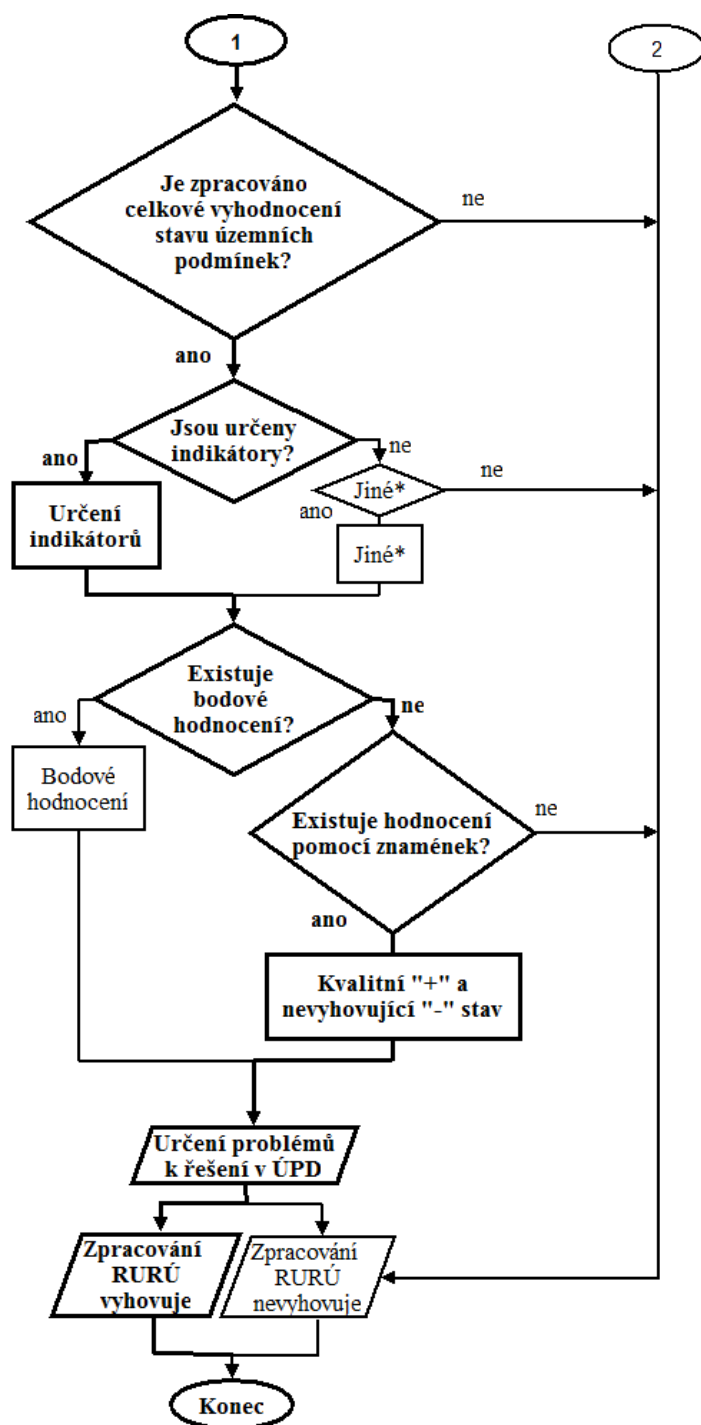 1
2
Je zpracováno
celkové vyhodnocení
stavu územních
podmínek?
ne
ano
Jsou určeny
indikátory?
ano
ne
Určení
indikátorů
Jiné*
ne
ano
Jiné*
Existuje
bodové
hodnocení?
ano
ne
Bodové
hodnocení
Existuje hodnocení
pomocí znamének?
ne
ano
Kvalitní "+" a
nevyhovující "-" stav
Určení problémů
k řešení v ÚPD
Zpracování
RURÚ
vyhovuje
Zpracování
RURÚ
nevyhovuje
Konec